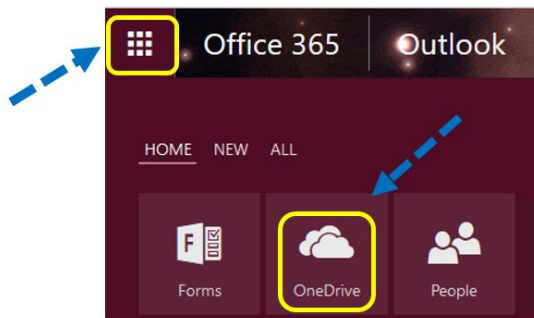 Office 365 Outlook
HOME NEW ALL
F
Forms OneDrive People